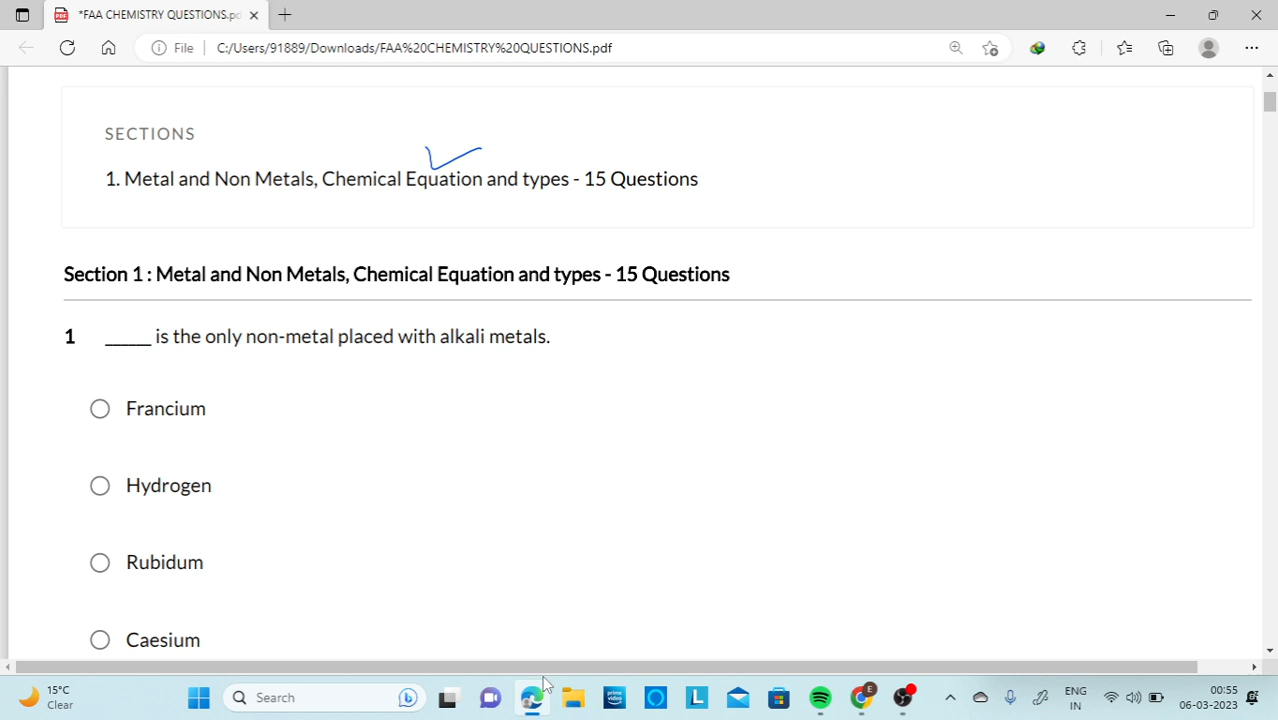 *FAA CHEMISTRY QUESTIONS.pd
File
C:/Users/91889/Downloads/FAA%20CHEMISTRY%20QUESTIONS.pdf
SECTIONS
1. Metal and Non Metals, Chemical Equation and types - 15 Questions
Section 1 : Metal and Non Metals, Chemical Equation and types - 15 Questions
1 ______ is the only non-metal placed with alkali metals.
Francium
Hydrogen
Rubidum
Caesium
15°C
Clear
Search
prime video
L
E
ENG
IN
00:55
06-03-2023